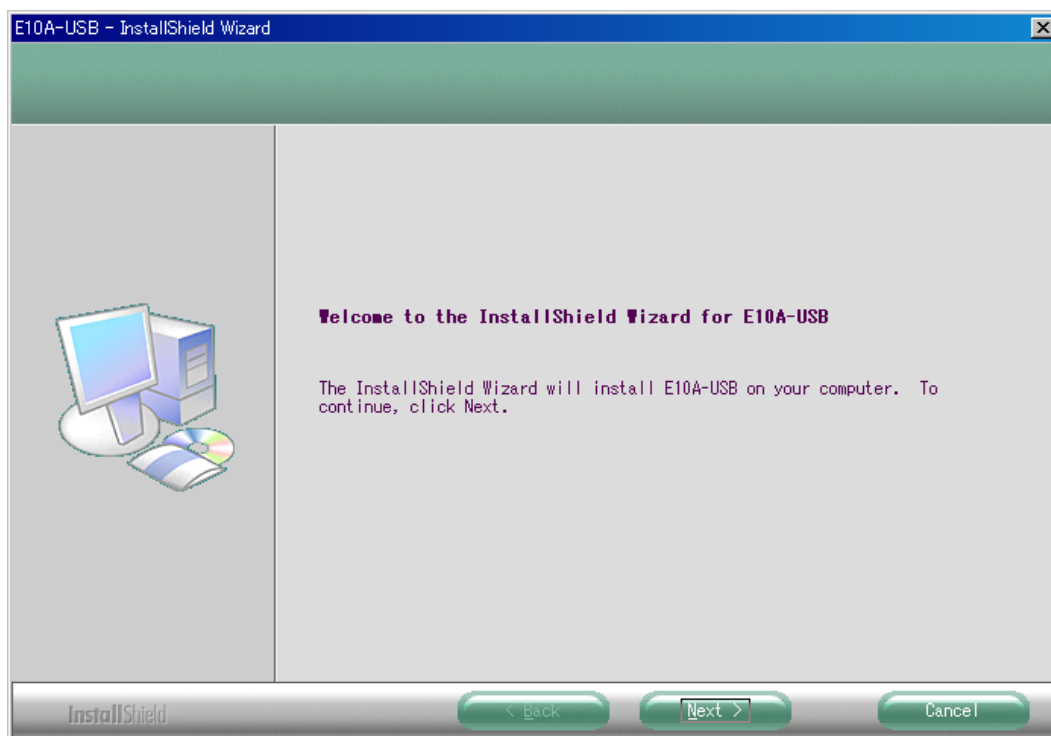 E10A-USB - InstallShield Wizard
Welcome to the InstallShield Wizard for E10A-USB
The InstallShield Wizard will install E10A-USB on your computer. To
continue, click Next.
InstallShield
< Back
Next >
Cancel